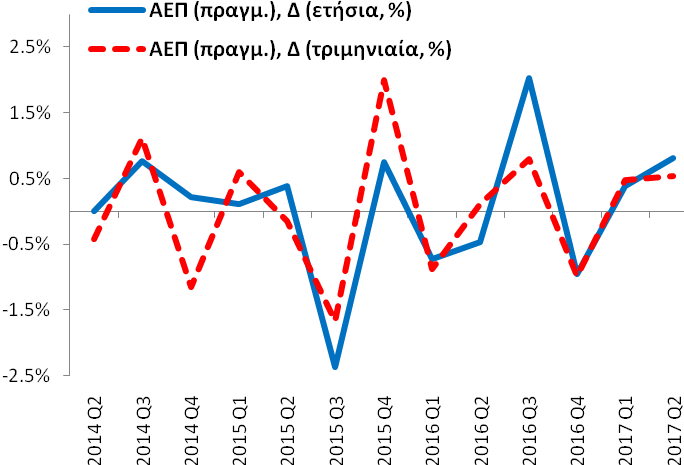 ΑΕΠ (πραγμ.), Δ (ετήσια, %)
ΑΕΠ (πραγμ.), Δ (τριμηνιαία, %)
2.5%
1.5%
0.5%
-0.5%
-1.5%
-2.5%
2014 Q2
2014 Q3
2014 Q4
2015 Q1
2015 Q2
2015 Q3
2015 Q4
2016 Q1
2016 Q2
2016 Q3
2016 Q4
2017 Q1
2017 Q2